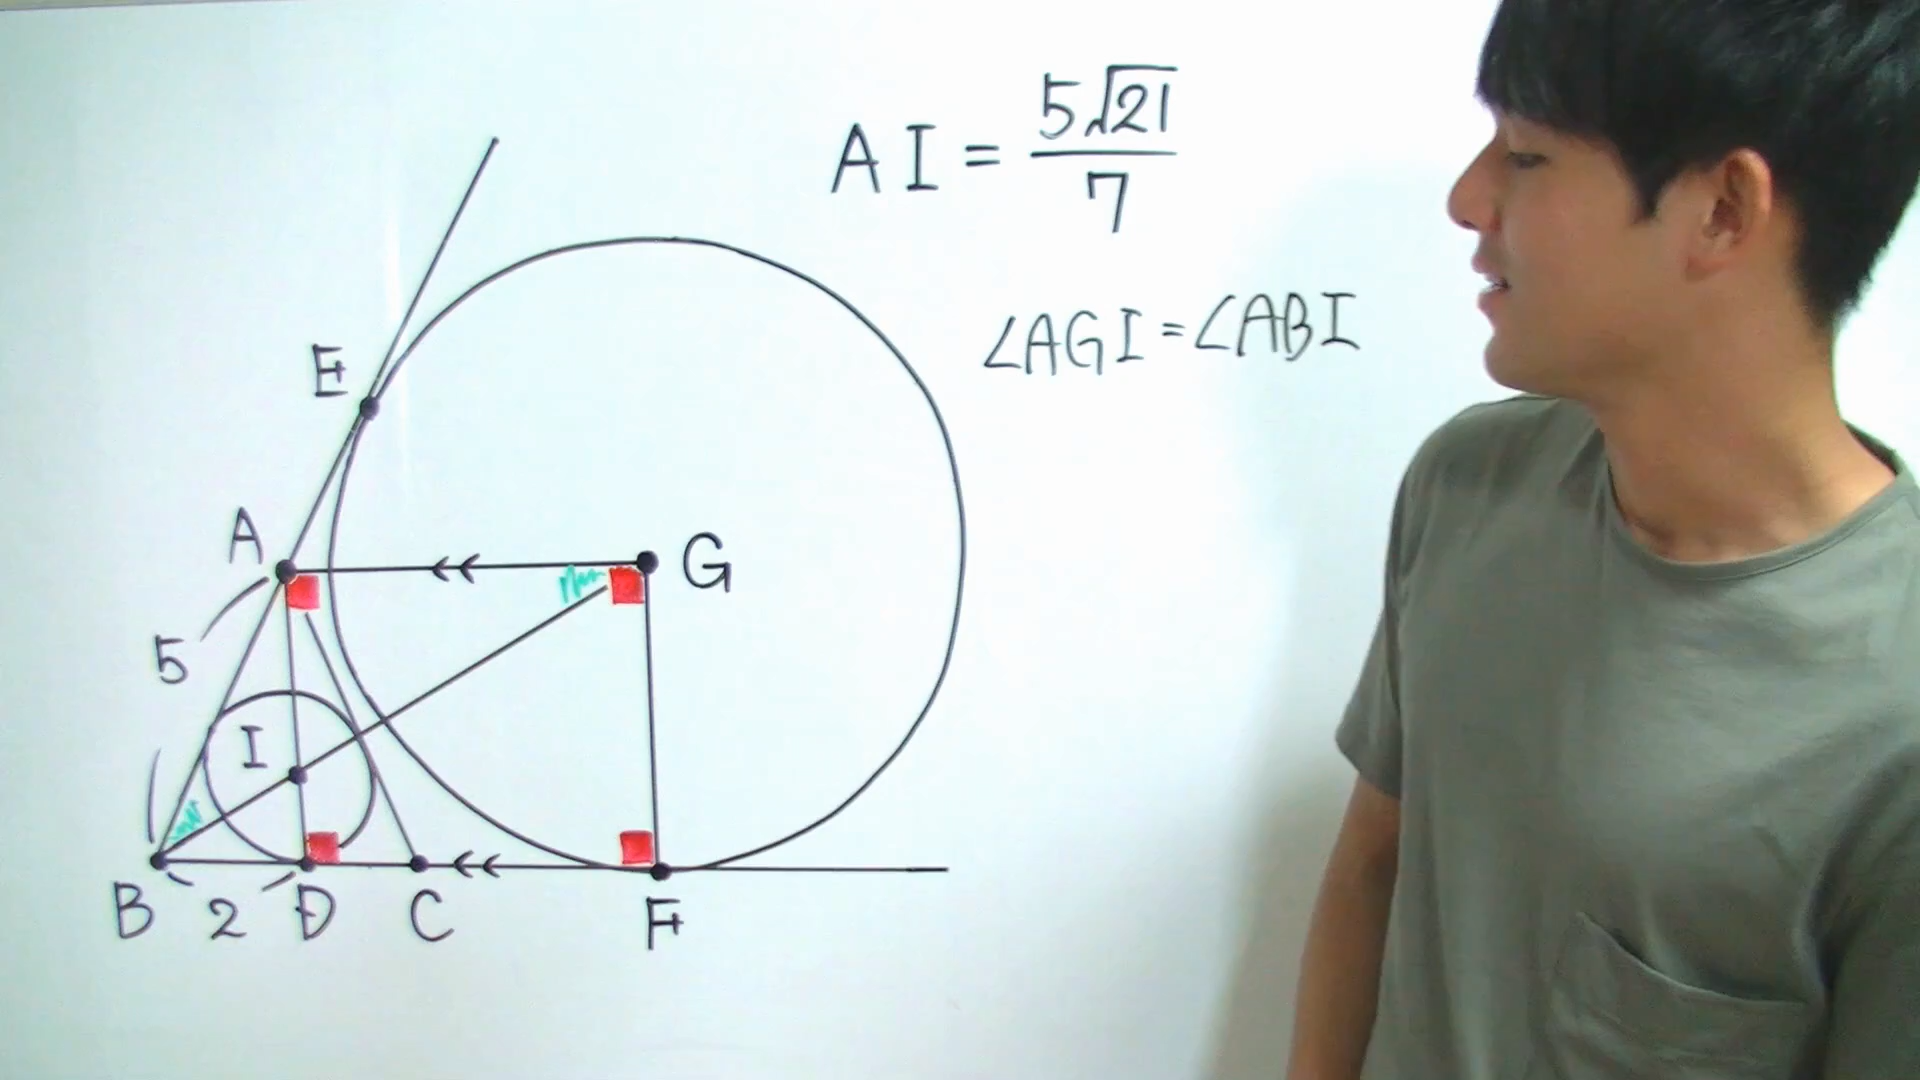 AI = 5√21/7
∠AGI = ∠ABI
E
A
G
5
I
B 2 D C F